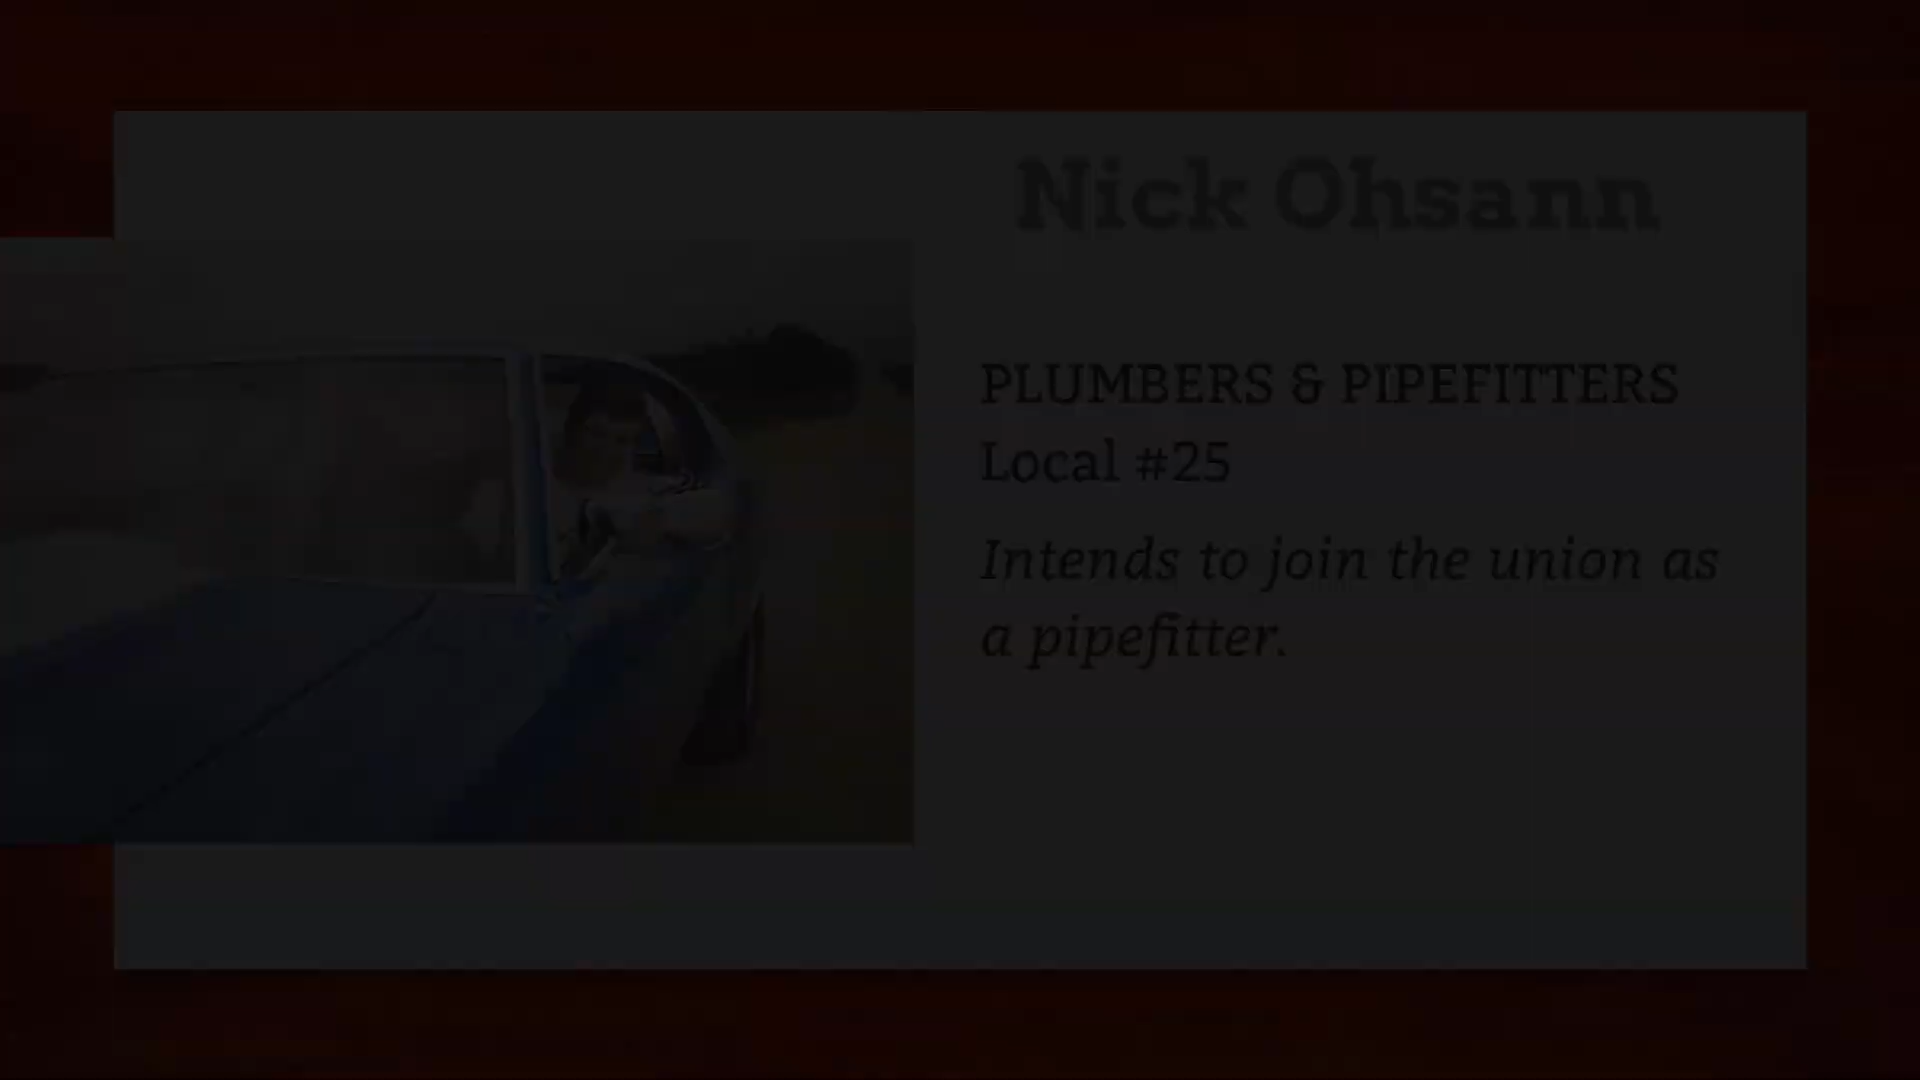 Nick Ohsann
PLUMBERS & PIPEFITTERS
Local #25
Intends to join the union as
a pipefitter.